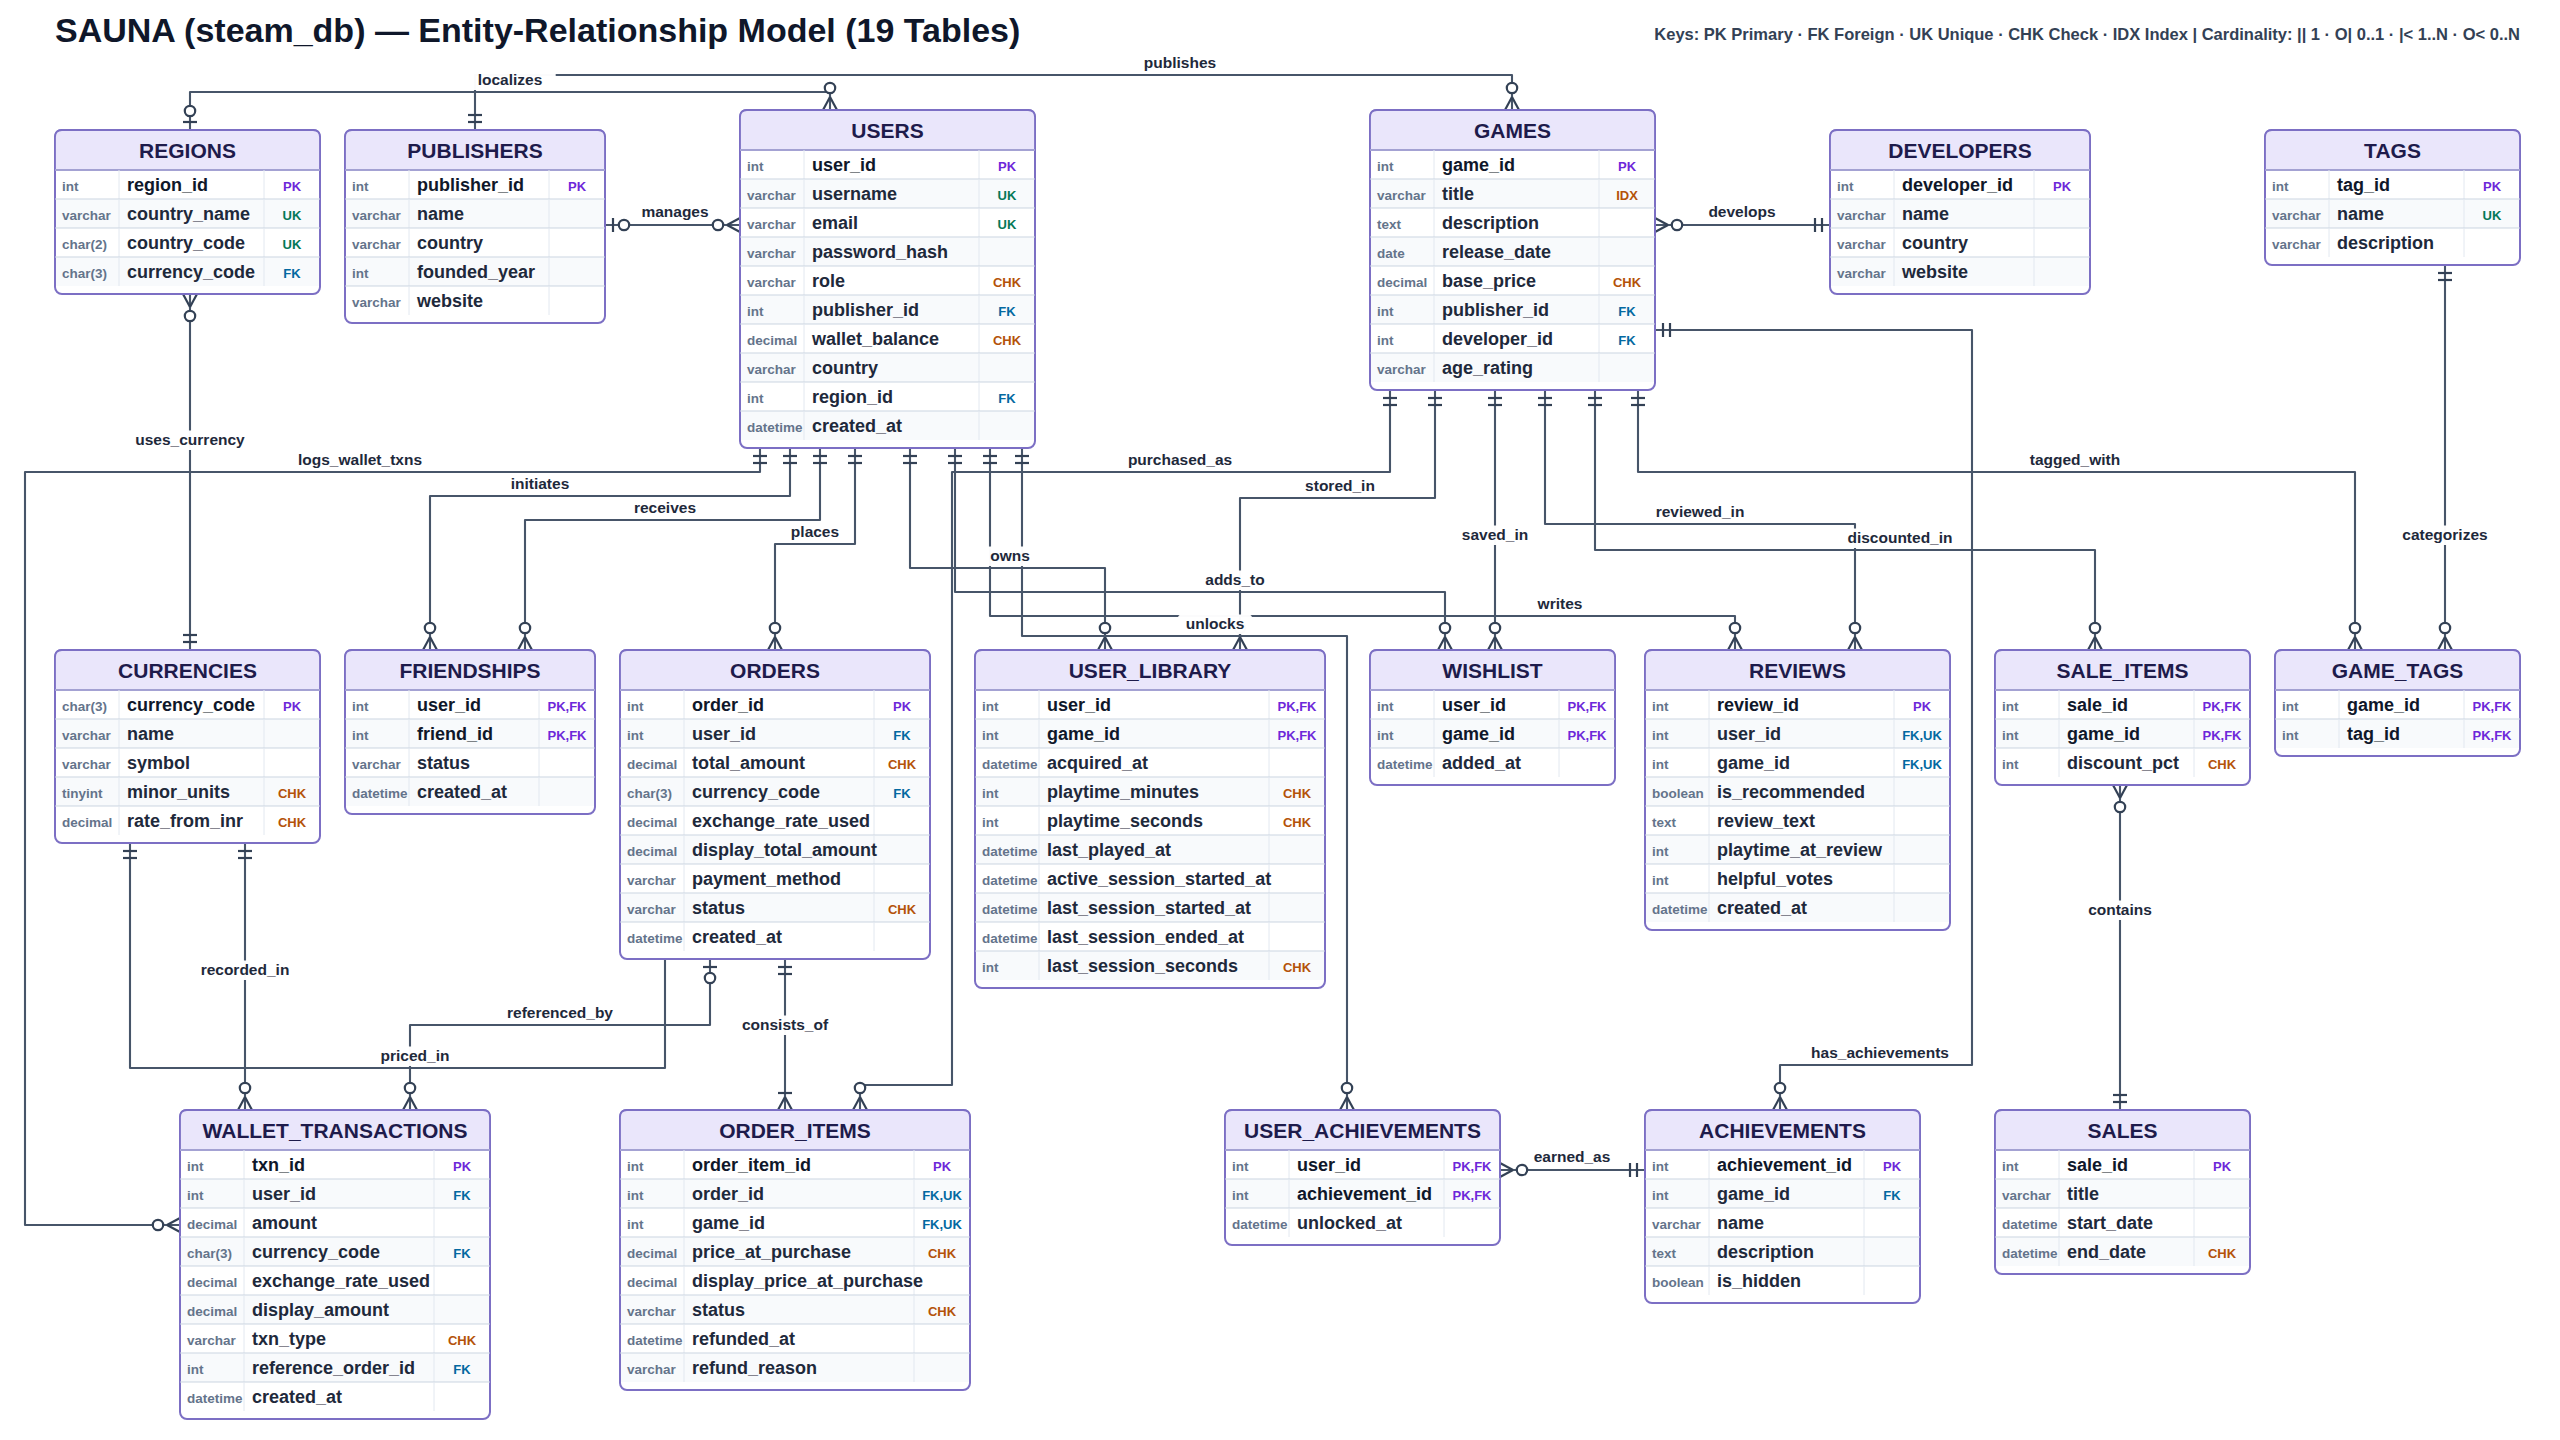 SAUNA (steam_db) — Entity-Relationship Model (19 Tables)
Keys: PK Primary · FK Foreign · UK Unique · CHK Check · IDX Index | Cardinality: || 1 · O| 0..1 · |< 1..N · O< 0..N
publishes
localizes
REGIONS
int region_id PK
varchar country_name UK
char(2) country_code UK
char(3) currency_code FK
PUBLISHERS
int publisher_id PK
varchar name
varchar country
int founded_year
varchar website
manages
USERS
int user_id PK
varchar username UK
varchar email UK
varchar password_hash
varchar role CHK
int publisher_id FK
decimal wallet_balance CHK
varchar country
int region_id FK
datetime created_at
GAMES
int game_id PK
varchar title IDX
text description
date release_date
decimal base_price CHK
int publisher_id FK
int developer_id FK
varchar age_rating
develops
DEVELOPERS
int developer_id PK
varchar name
varchar country
varchar website
TAGS
int tag_id PK
varchar name UK
varchar description
uses_currency
logs_wallet_txns
initiates
receives
places
owns
purchased_as
stored_in
saved_in
reviewed_in
discounted_in
tagged_with
categorizes
adds_to
writes
unlocks
CURRENCIES
char(3) currency_code PK
varchar name
varchar symbol
tinyint minor_units CHK
decimal rate_from_inr CHK
FRIENDSHIPS
int user_id PK,FK
int friend_id PK,FK
varchar status
datetime created_at
ORDERS
int order_id PK
int user_id FK
decimal total_amount CHK
char(3) currency_code FK
decimal exchange_rate_used
decimal display_total_amount
varchar payment_method
varchar status CHK
datetime created_at
USER_LIBRARY
int user_id PK,FK
int game_id PK,FK
datetime acquired_at
int playtime_minutes CHK
int playtime_seconds CHK
datetime last_played_at
datetime active_session_started_at
datetime last_session_started_at
datetime last_session_ended_at
int last_session_seconds CHK
WISHLIST
int user_id PK,FK
int game_id PK,FK
datetime added_at
REVIEWS
int review_id PK
int user_id FK,UK
int game_id FK,UK
boolean is_recommended
text review_text
int playtime_at_review
int helpful_votes
datetime created_at
SALE_ITEMS
int sale_id PK,FK
int game_id PK,FK
int discount_pct CHK
GAME_TAGS
int game_id PK,FK
int tag_id PK,FK
contains
recorded_in
referenced_by
consists_of
priced_in
has_achievements
WALLET_TRANSACTIONS
int txn_id PK
int user_id FK
decimal amount
char(3) currency_code FK
decimal exchange_rate_used
decimal display_amount
varchar txn_type CHK
int reference_order_id FK
datetime created_at
ORDER_ITEMS
int order_item_id PK
int order_id FK,UK
int game_id FK,UK
decimal price_at_purchase CHK
decimal display_price_at_purchase
varchar status CHK
datetime refunded_at
varchar refund_reason
USER_ACHIEVEMENTS
int user_id PK,FK
int achievement_id PK,FK
datetime unlocked_at
earned_as
ACHIEVEMENTS
int achievement_id PK
int game_id FK
varchar name
text description
boolean is_hidden
SALES
int sale_id PK
varchar title
datetime start_date
datetime end_date CHK